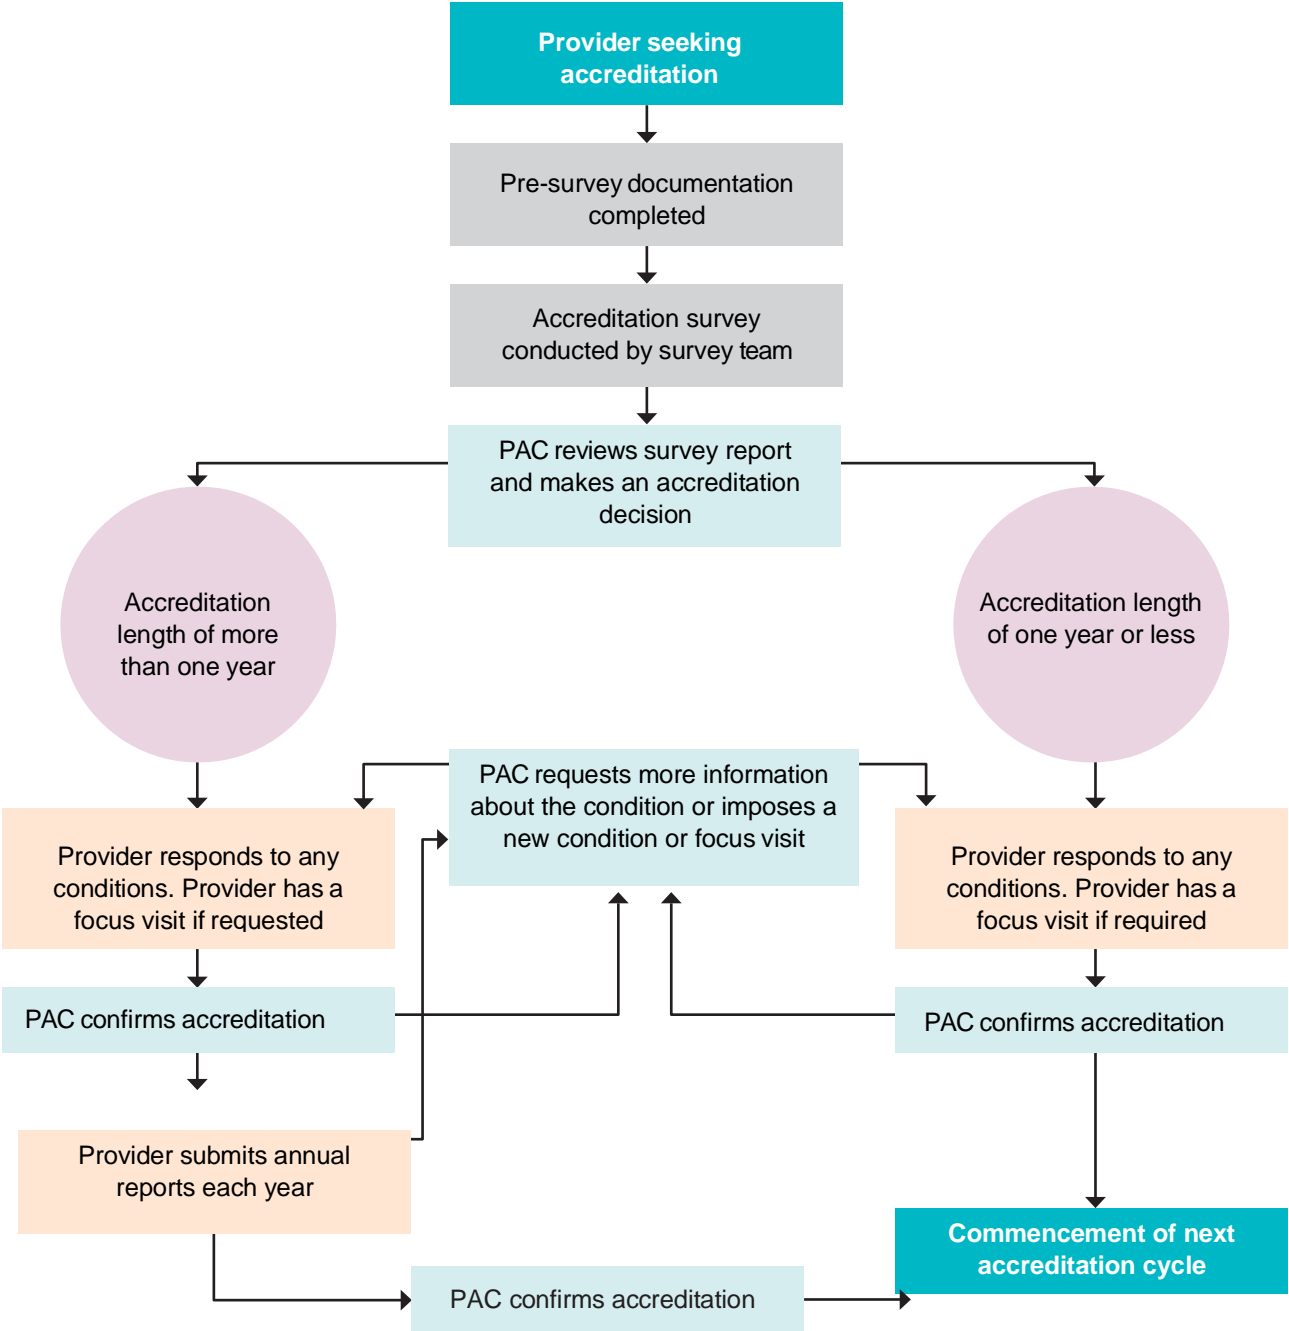 Provider seeking
accreditation
Pre-survey documentation
completed
Accreditation survey
conducted by survey team
PAC reviews survey report
and makes an accreditation
decision
Accreditation
length of more
than one year
Accreditation length
of one year or less
PAC requests more information
about the condition or imposes a
new condition or focus visit
Provider responds to any
conditions. Provider has a
focus visit if requested
Provider responds to any
conditions. Provider has a
focus visit if required
PAC confirms accreditation
PAC confirms accreditation
Provider submits annual
reports each year
Commencement of next
accreditation cycle
PAC confirms accreditation